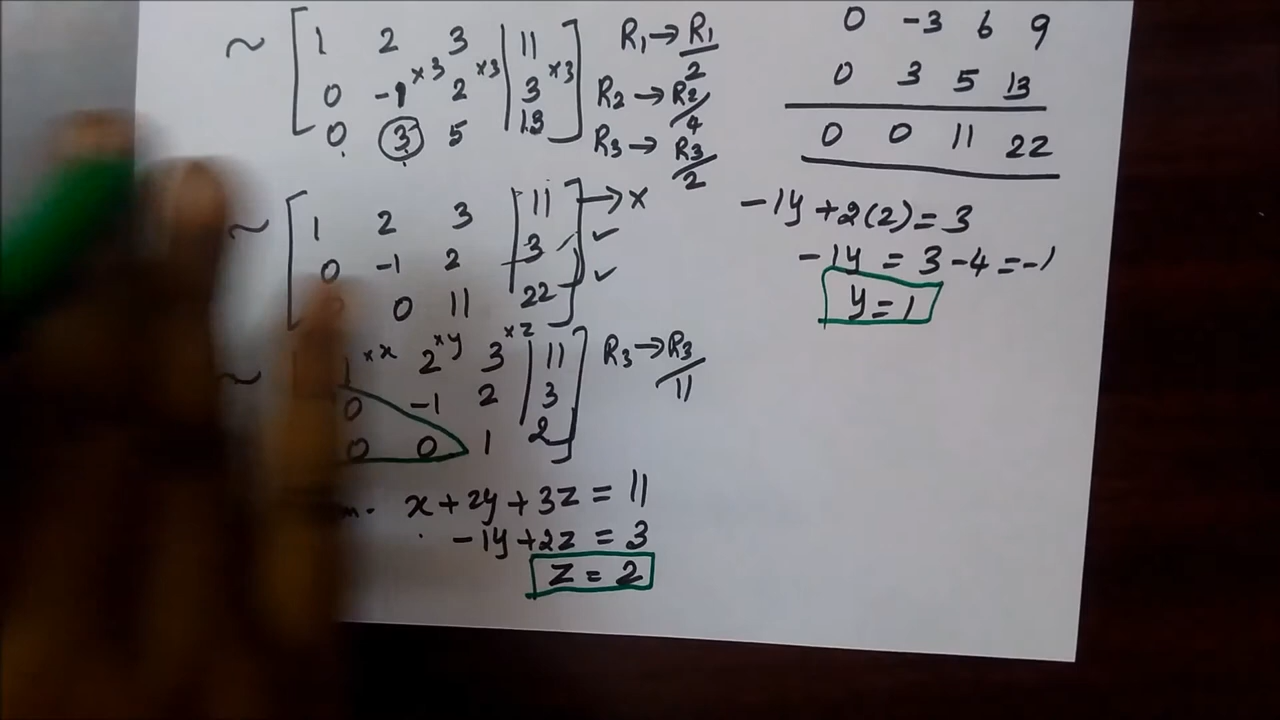 ~ [ 1 2 3 | 11 ] R₁ → R₁/2
0 -1 ×3 2 ×3 | 3 ×3 R₂ → R₂/4
0 3 5 | 13 R₃ → R₃/2
~ [ 1 2 3 | 11 ] → x
0 -1 2 | 3 ✓
0 11 | 22 ✓
~ 1 ×x 2 ×y 3 ×z | 11 ] R₃ → R₃/11
0 -1 2 | 3
0 0 1 2
x + 2y + 3z = 11
-1y + 2z = 3
z = 2
0 -3 6 9
0 3 5 13
0 0 11 22
-1y + 2(2) = 3
-1y = 3 - 4 = -1
y = 1